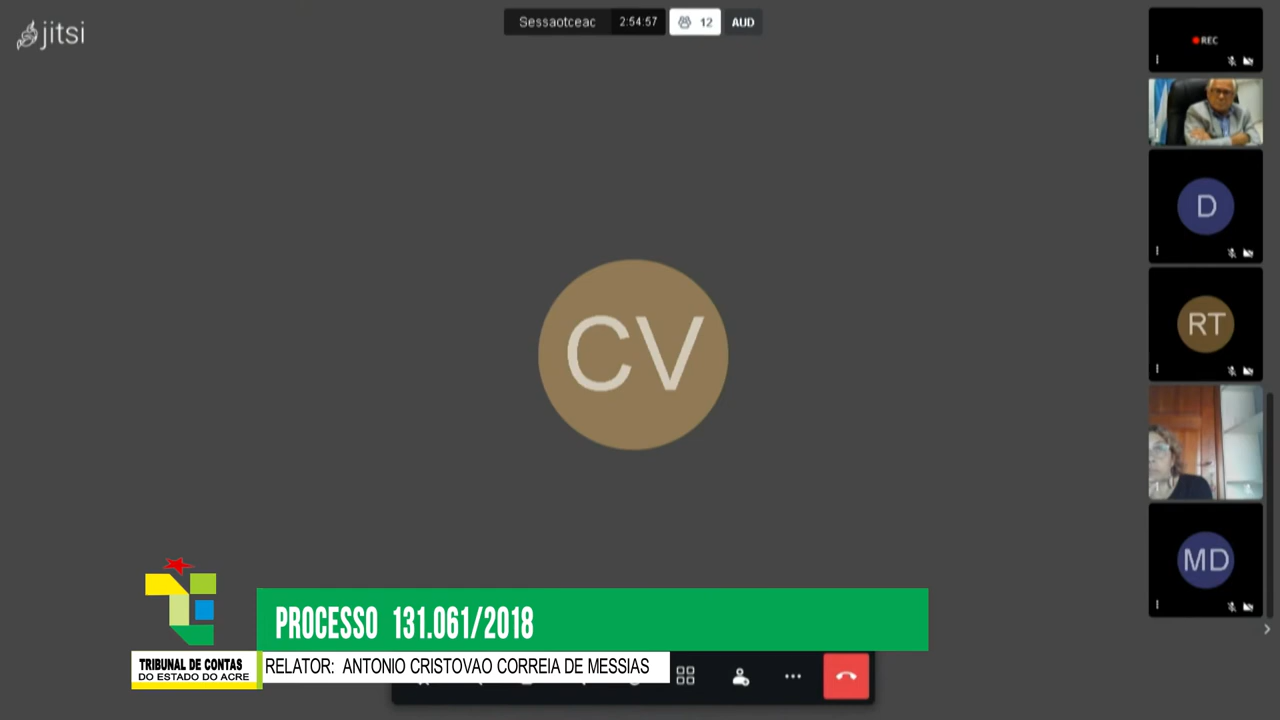 jitsi
Sessaotceac 2:54:57 12 AUD
REC
D
RT
CV
MD
PROCESSO 131.061/2018
TRIBUNAL DE CONTAS
DO ESTADO DO ACRE
RELATOR: ANTONIO CRISTOVAO CORREIA DE MESSIAS